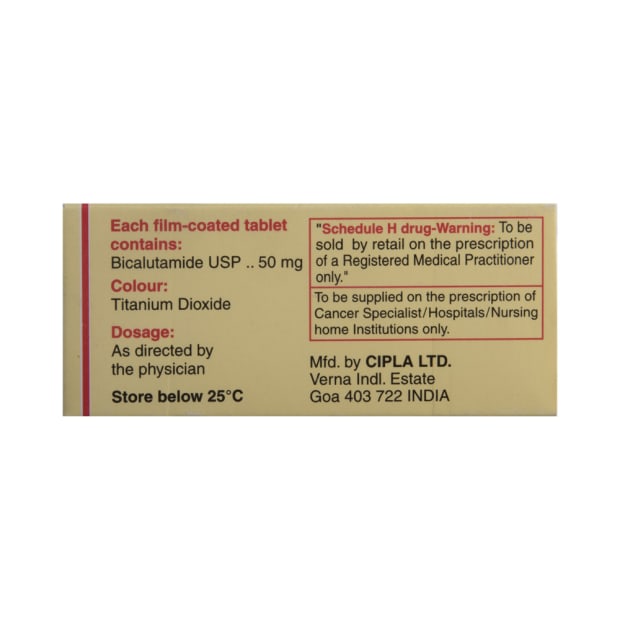 Each film-coated tablet
contains:
Bicalutamide USP .. 50 mg
Colour:
Titanium Dioxide
Dosage:
As directed by
the physician
Store below 25°C
"Schedule H drug-Warning: To be
sold by retail on the prescription
of a Registered Medical Practitioner
only."
To be supplied on the prescription of
Cancer Specialist/Hospitals/Nursing
home Institutions only.
Mfd. by CIPLA LTD.
Verna Indl. Estate
Goa 403 722 INDIA